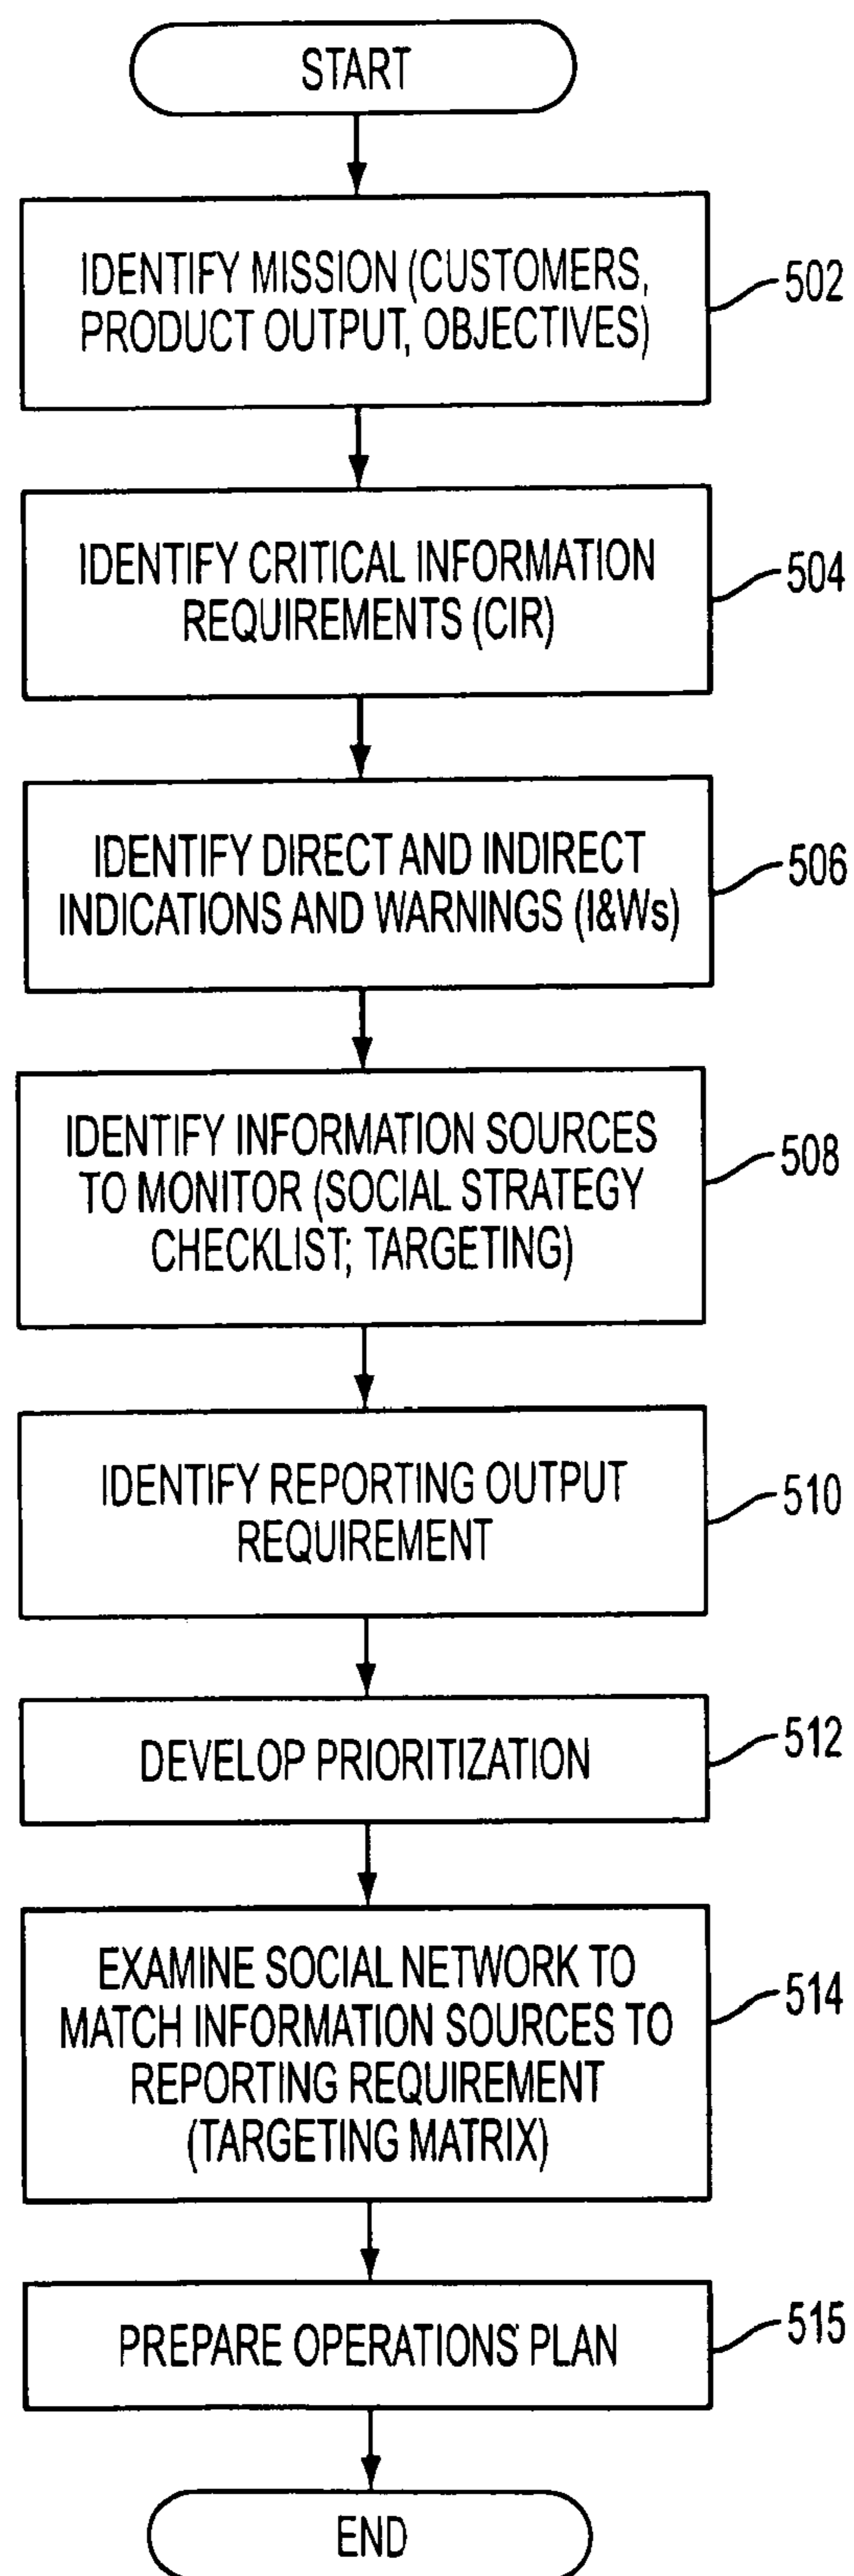 START
IDENTIFY MISSION (CUSTOMERS,
PRODUCT OUTPUT, OBJECTIVES)
502
IDENTIFY CRITICAL INFORMATION
REQUIREMENTS (CIR)
504
IDENTIFY DIRECT AND INDIRECT
INDICATIONS AND WARNINGS (I&Ws)
506
IDENTIFY INFORMATION SOURCES
TO MONITOR (SOCIAL STRATEGY
CHECKLIST; TARGETING)
508
IDENTIFY REPORTING OUTPUT
REQUIREMENT
510
DEVELOP PRIORITIZATION
512
EXAMINE SOCIAL NETWORK TO
MATCH INFORMATION SOURCES TO
REPORTING REQUIREMENT
(TARGETING MATRIX)
514
PREPARE OPERATIONS PLAN
515
END